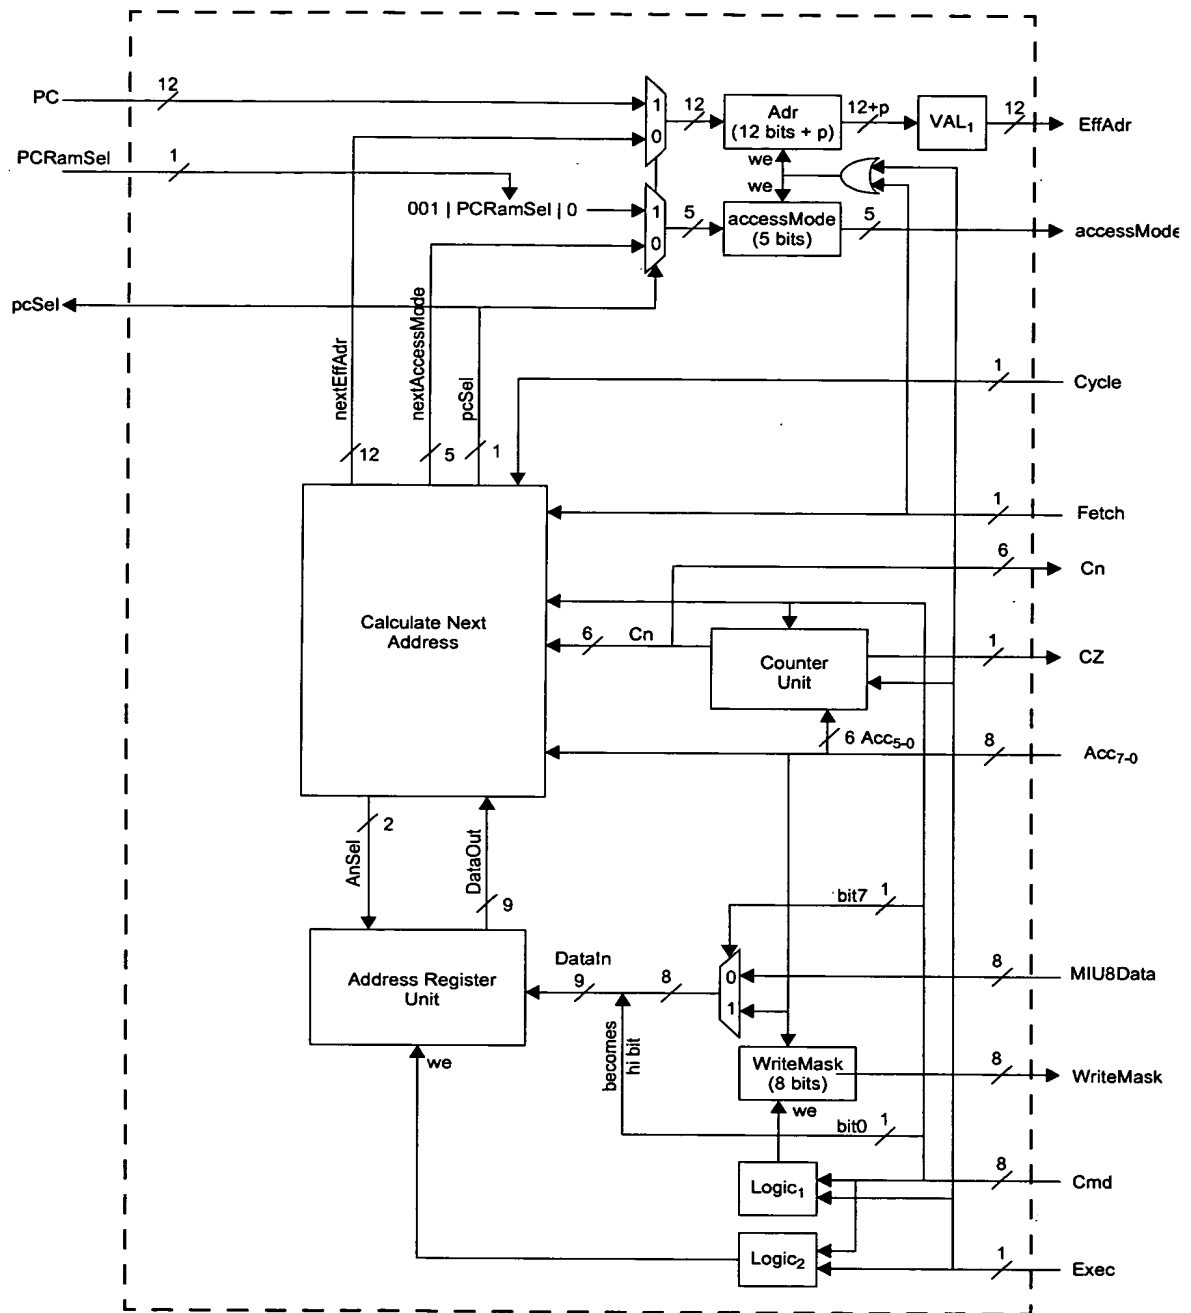 PC
12
1
0
12
Adr
(12 bits + p)
12+p
VAL₁
12
EffAdr
PCRamSel
1
we
we
001 | PCRamSel | 0
1
0
5
accessMode
(5 bits)
5
accessMode
pcSel
nextEffAdr
nextAccessMode
pcSel
12
5
1
1
Cycle
1
Fetch
6
Cn
Calculate Next
Address
6
Cn
Counter
Unit
1
CZ
6 Acc₅₋₀
8
Acc₇₋₀
AnSel
2
DataOut
9
bit7
1
Address Register
Unit
DataIn
9
8
0
1
8
MIU8Data
becomes
hi bit
we
WriteMask
(8 bits)
8
WriteMask
we
bit0
1
Logic₁
8
Cmd
Logic₂
1
Exec